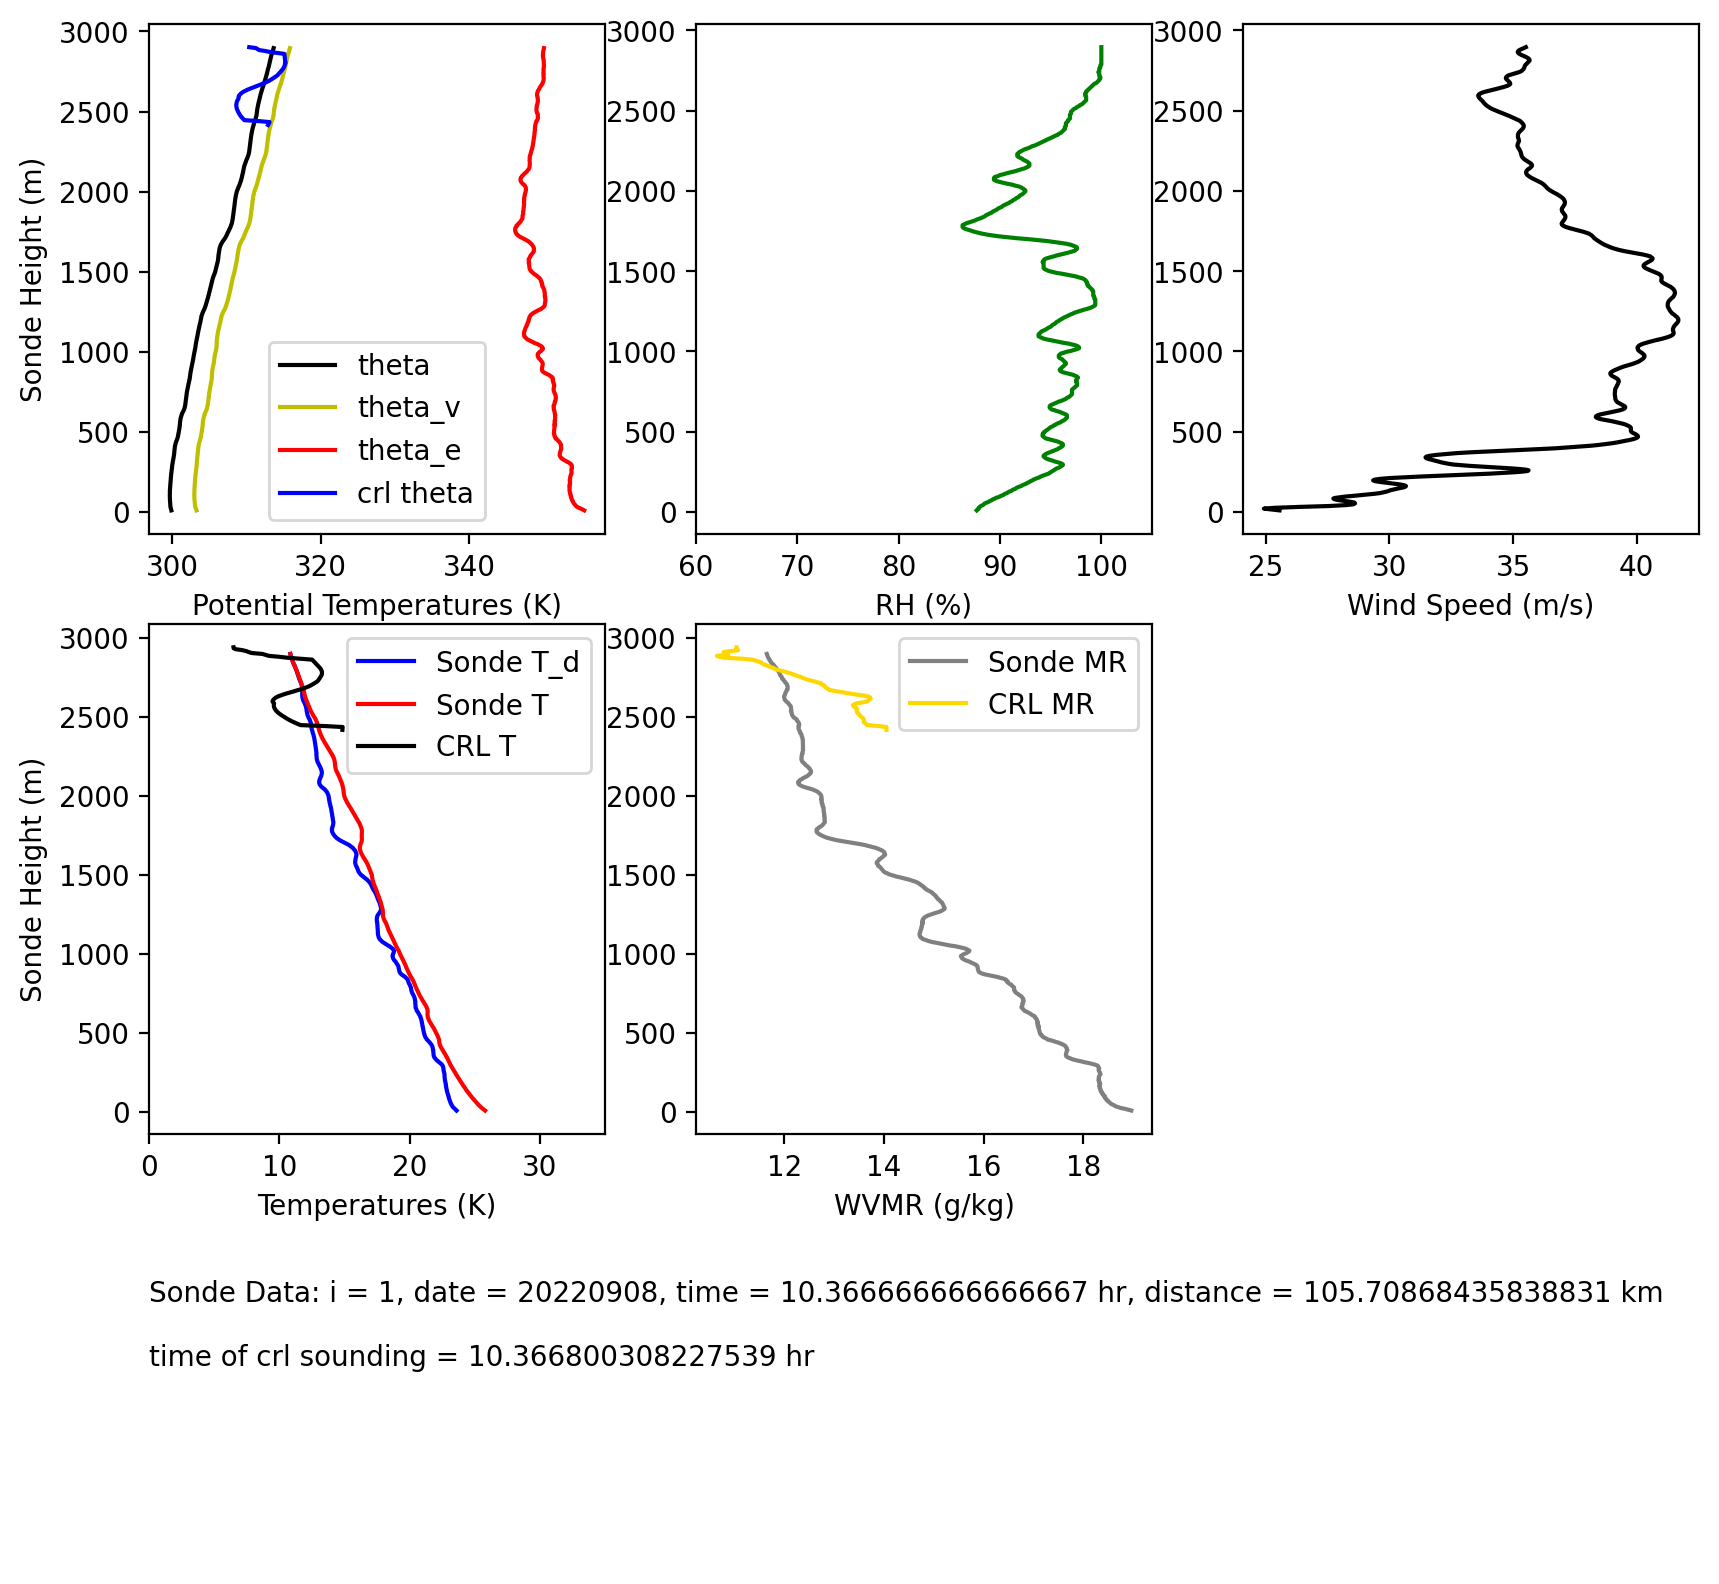 3000
2500
2000
1500
1000
500
0
Sonde Height (m)
theta
theta_v
theta_e
crl theta
300 320 340
Potential Temperatures (K)
3000
2500
2000
1500
1000
500
0
60 70 80 90 100
RH (%)
3000
2500
2000
1500
1000
500
0
25 30 35 40
Wind Speed (m/s)
3000
2500
2000
1500
1000
500
0
Sonde Height (m)
Sonde T_d
Sonde T
CRL T
0 10 20 30
Temperatures (K)
3000
2500
2000
1500
1000
500
0
Sonde MR
CRL MR
12 14 16 18
WVMR (g/kg)
Sonde Data: i = 1, date = 20220908, time = 10.366666666666667 hr, distance = 105.70868435838831 km
time of crl sounding = 10.366800308227539 hr